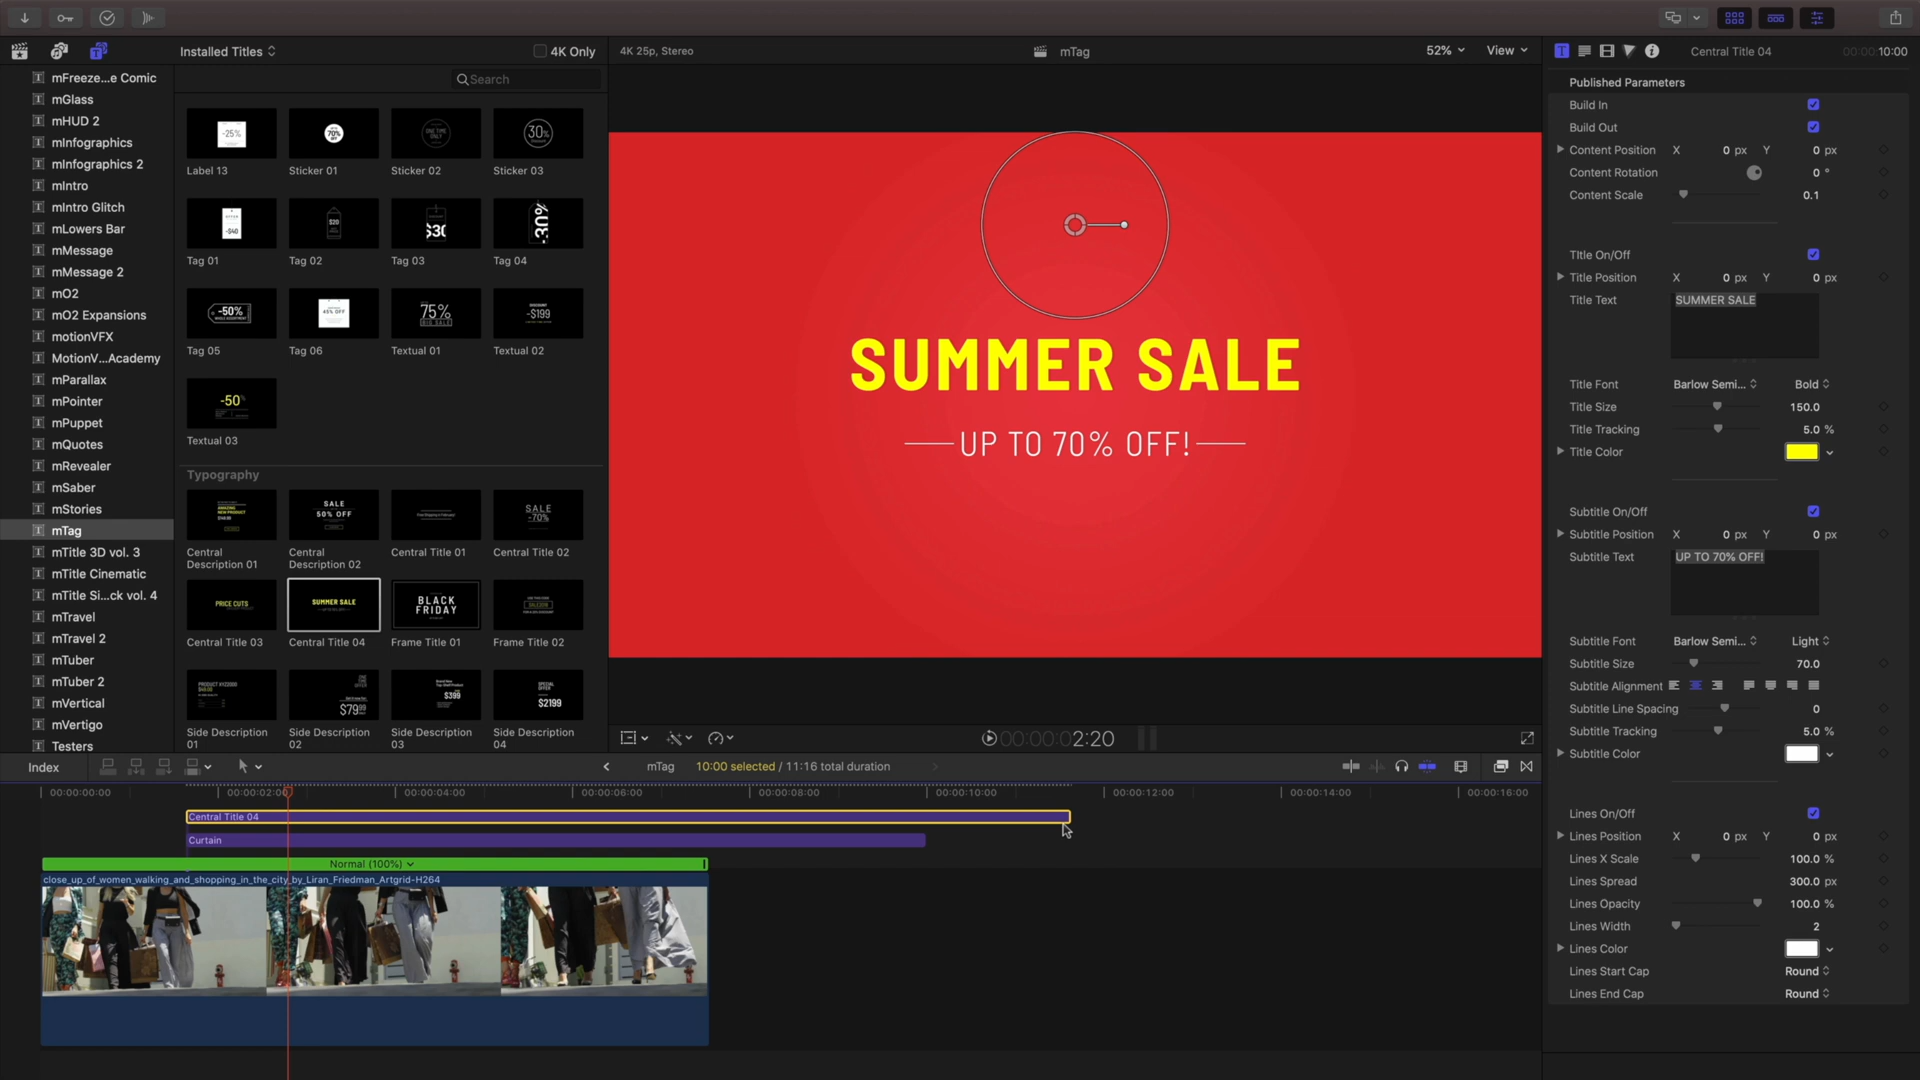 Installed Titles
4K Only
4K 25p, Stereo
mTag
52%
View
Central Title 04
00:00:10:00
Search
mFreeze...e Comic
mGlass
mHUD 2
mInfographics
mInfographics 2
mIntro
mIntro Glitch
mLowers Bar
mMessage
mMessage 2
mO2
mO2 Expansions
motionVFX
MotionV...Academy
mParallax
mPointer
mPuppet
mQuotes
mRevealer
mSaber
mStories
mTag
mTitle 3D vol. 3
mTitle Cinematic
mTitle Si...ck vol. 4
mTravel
mTravel 2
mTuber
mTuber 2
mVertical
mVertigo
Testers
-25%
70%
OFF
ONE TIME
ONLY
30%
Label 13
Sticker 01
Sticker 02
Sticker 03
-$40
$20
$30
-30%
Tag 01
Tag 02
Tag 03
Tag 04
-50%
45% OFF
75%
BIG SALE
DISCOUNT
-$199
Tag 05
Tag 06
Textual 01
Textual 02
-50%
Textual 03
Typography
AMAZING
NEW PRODUCT
SALE
50% OFF
SALE
-70%
Central
Description 01
Central
Description 02
Central Title 01
Central Title 02
PRICE CUTS
SUMMER SALE
BLACK
FRIDAY
Central Title 03
Central Title 04
Frame Title 01
Frame Title 02
$79.99
$399
SPECIAL
OFFER
$2199
Side Description
01
Side Description
02
Side Description
03
Side Description
04
SUMMER SALE
UP TO 70% OFF!
00:00:02:20
Published Parameters
Build In
Build Out
Content Position X 0 px Y 0 px
Content Rotation 0 °
Content Scale 0.1
TItle On/Off
Title Position X 0 px Y 0 px
Title Text SUMMER SALE
Title Font Barlow Semi... Bold
Title Size 150.0
Title Tracking 5.0 %
Title Color
Subtitle On/Off
Subtitle Position X 0 px Y 0 px
Subtitle Text UP TO 70% OFF!
Subtitle Font Barlow Semi... Light
Subtitle Size 70.0
Subtitle Alignment
Subtitle Line Spacing 0
Subtitle Tracking 5.0 %
Subtitle Color
Lines On/Off
Lines Position X 0 px Y 0 px
Lines X Scale 100.0 %
Lines Spread 300.0 px
Lines Opacity 100.0 %
Lines Width 2
Lines Color
Lines Start Cap Round
Lines End Cap Round
Index
mTag
10:00 selected / 11:16 total duration
00:00:00:00
00:00:02:00
00:00:04:00
00:00:06:00
00:00:08:00
00:00:10:00
00:00:12:00
00:00:14:00
00:00:16:00
Central Title 04
Curtain
Normal (100%)
close_up_of_women_walking_and_shopping_in_the_city_by_Liran_Friedman_Artgrid-H264